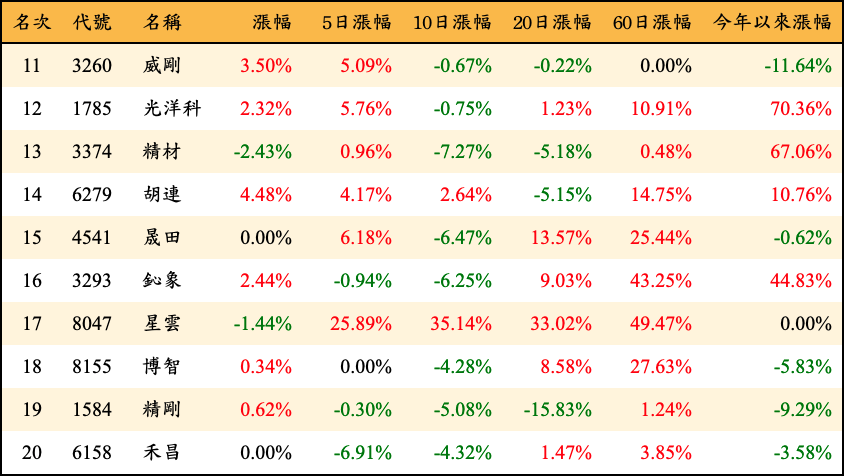 名次 代號 名稱 漲幅 5日漲幅 10日漲幅 20日漲幅 60日漲幅 今年以來漲幅
11 3260 威剛 3.50% 5.09% -0.67% -0.22% 0.00% -11.64%
12 1785 光洋科 2.32% 5.76% -0.75% 1.23% 10.91% 70.36%
13 3374 精材 -2.43% 0.96% -7.27% -5.18% 0.48% 67.06%
14 6279 胡連 4.48% 4.17% 2.64% -5.15% 14.75% 10.76%
15 4541 晟田 0.00% 6.18% -6.47% 13.57% 25.44% -0.62%
16 3293 鈊象 2.44% -0.94% -6.25% 9.03% 43.25% 44.83%
17 8047 星雲 -1.44% 25.89% 35.14% 33.02% 49.47% 0.00%
18 8155 博智 0.34% 0.00% -4.28% 8.58% 27.63% -5.83%
19 1584 精剛 0.62% -0.30% -5.08% -15.83% 1.24% -9.29%
20 6158 禾昌 0.00% -6.91% -4.32% 1.47% 3.85% -3.58%